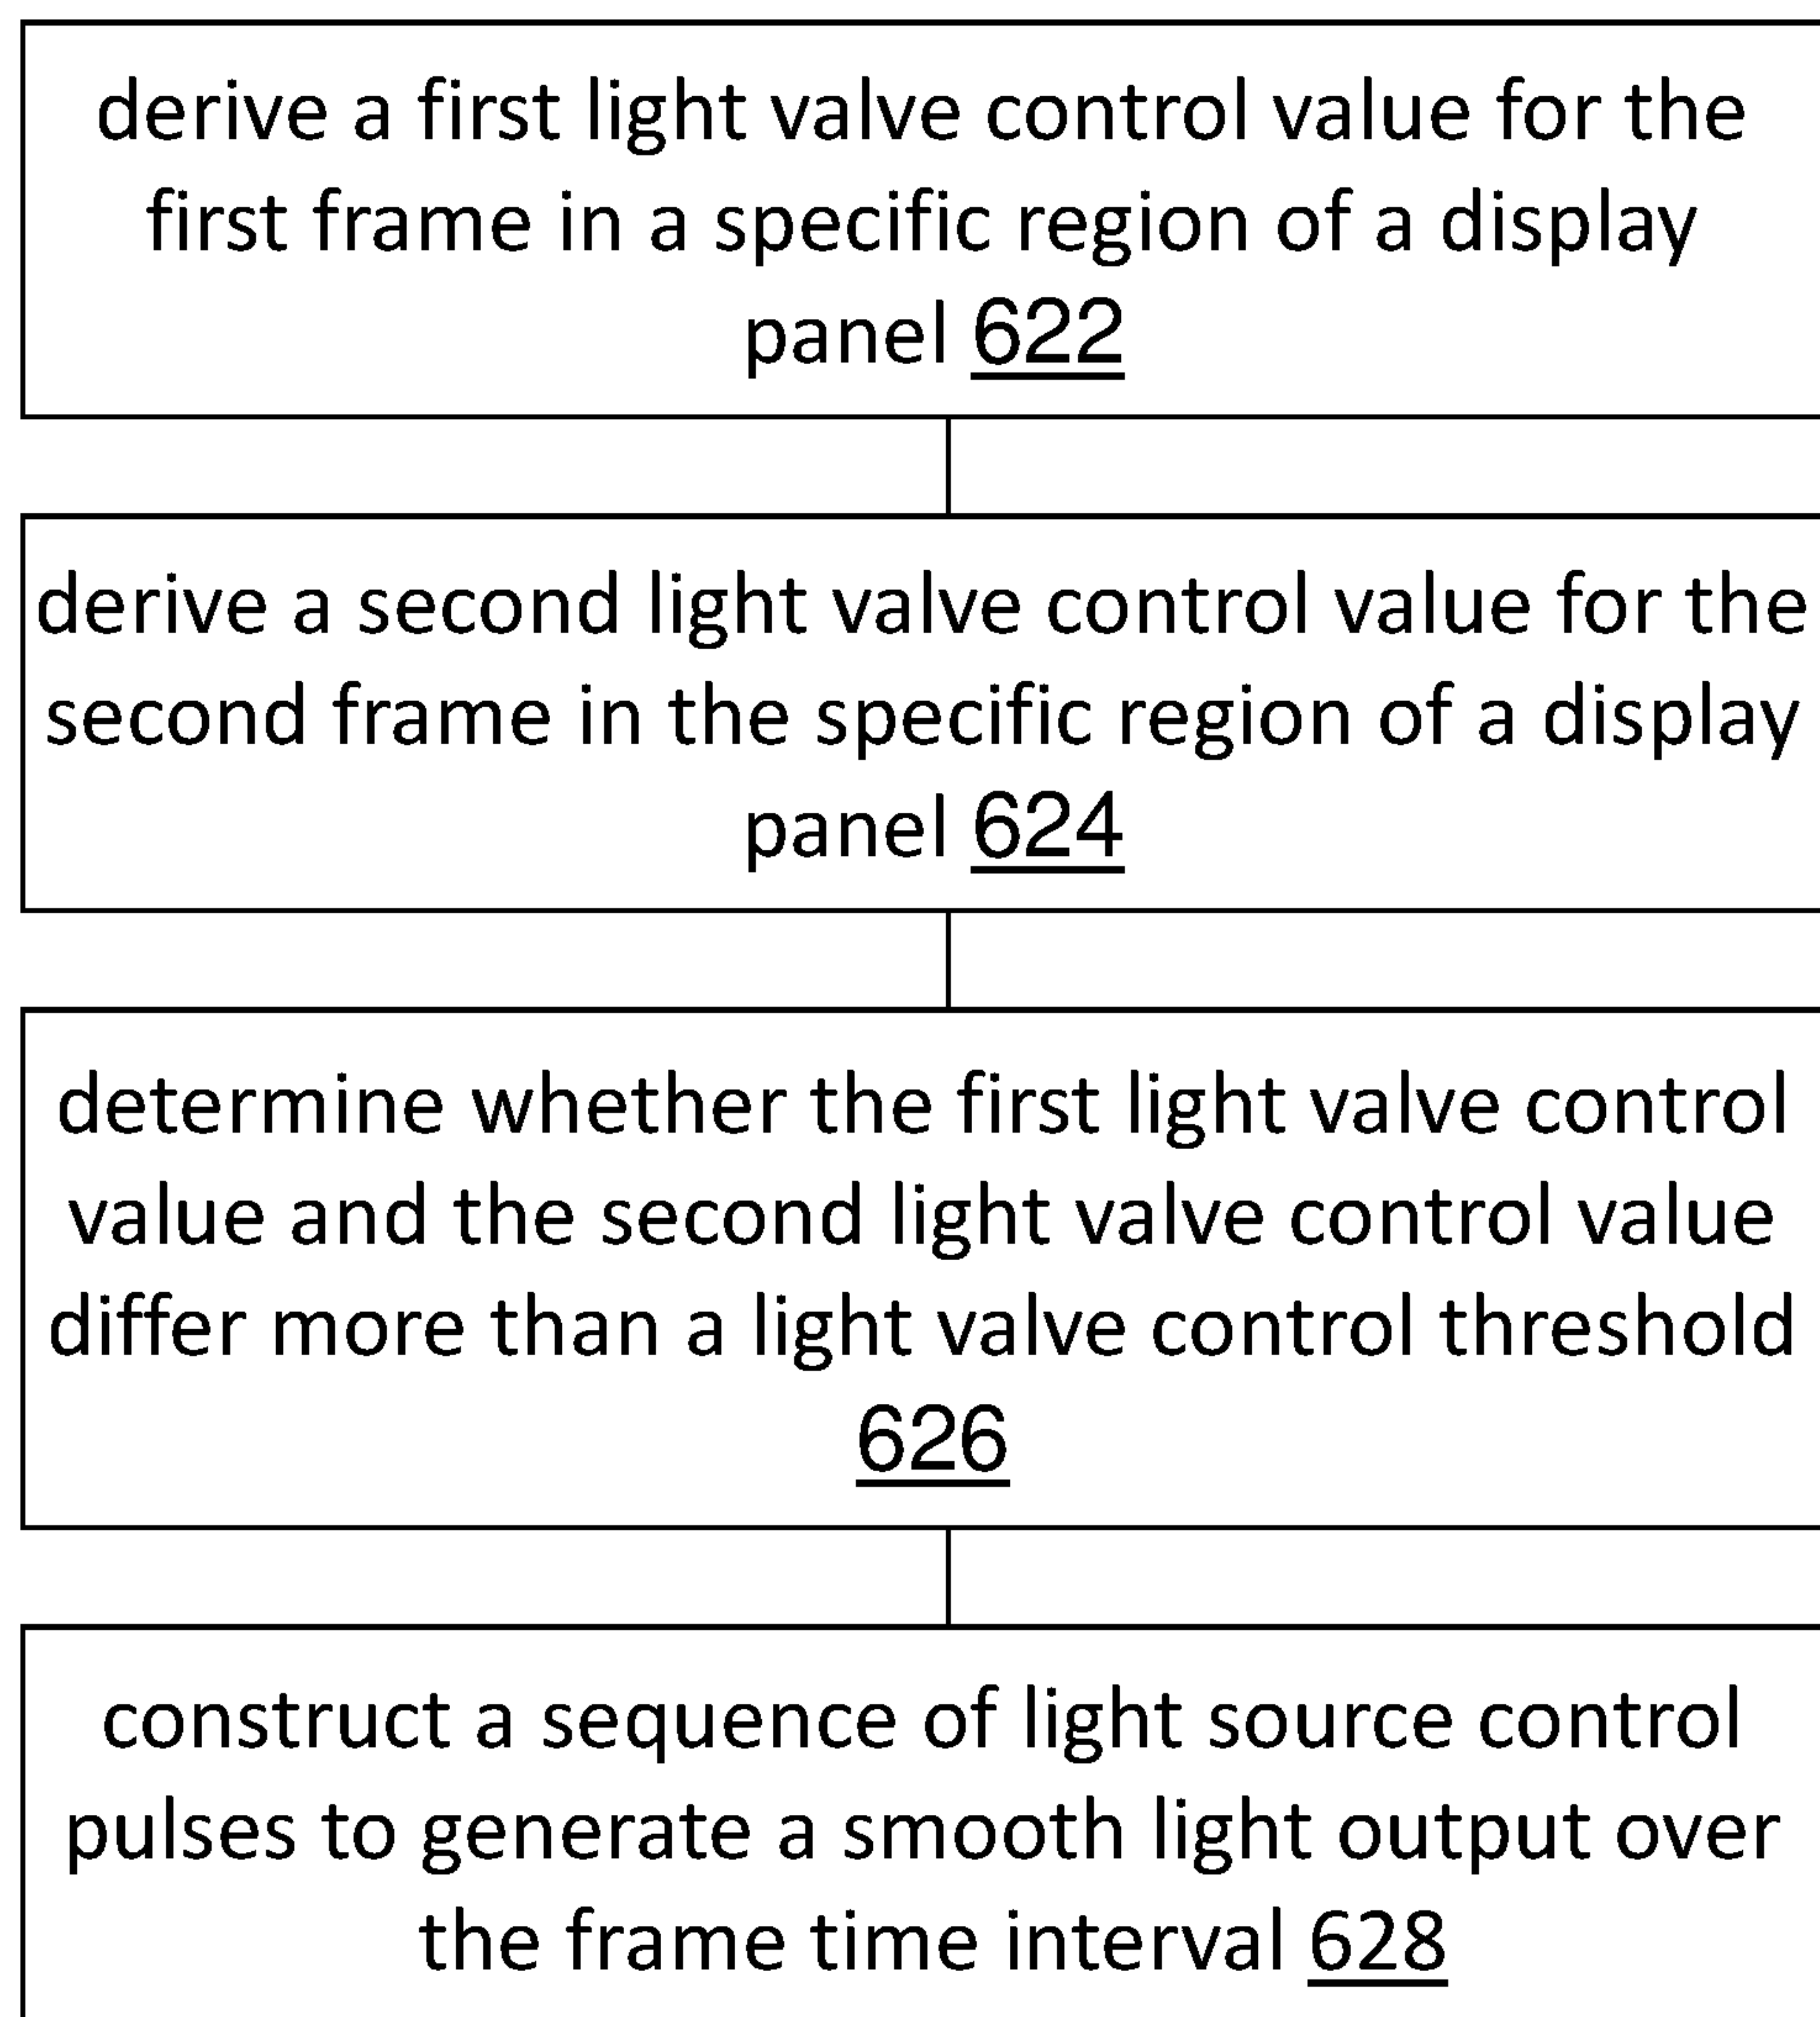 derive a first light valve control value for the
first frame in a specific region of a display
panel 622
derive a second light valve control value for the
second frame in the specific region of a display
panel 624
determine whether the first light valve control
value and the second light valve control value
differ more than a light valve control threshold
626
construct a sequence of light source control
pulses to generate a smooth light output over
the frame time interval 628